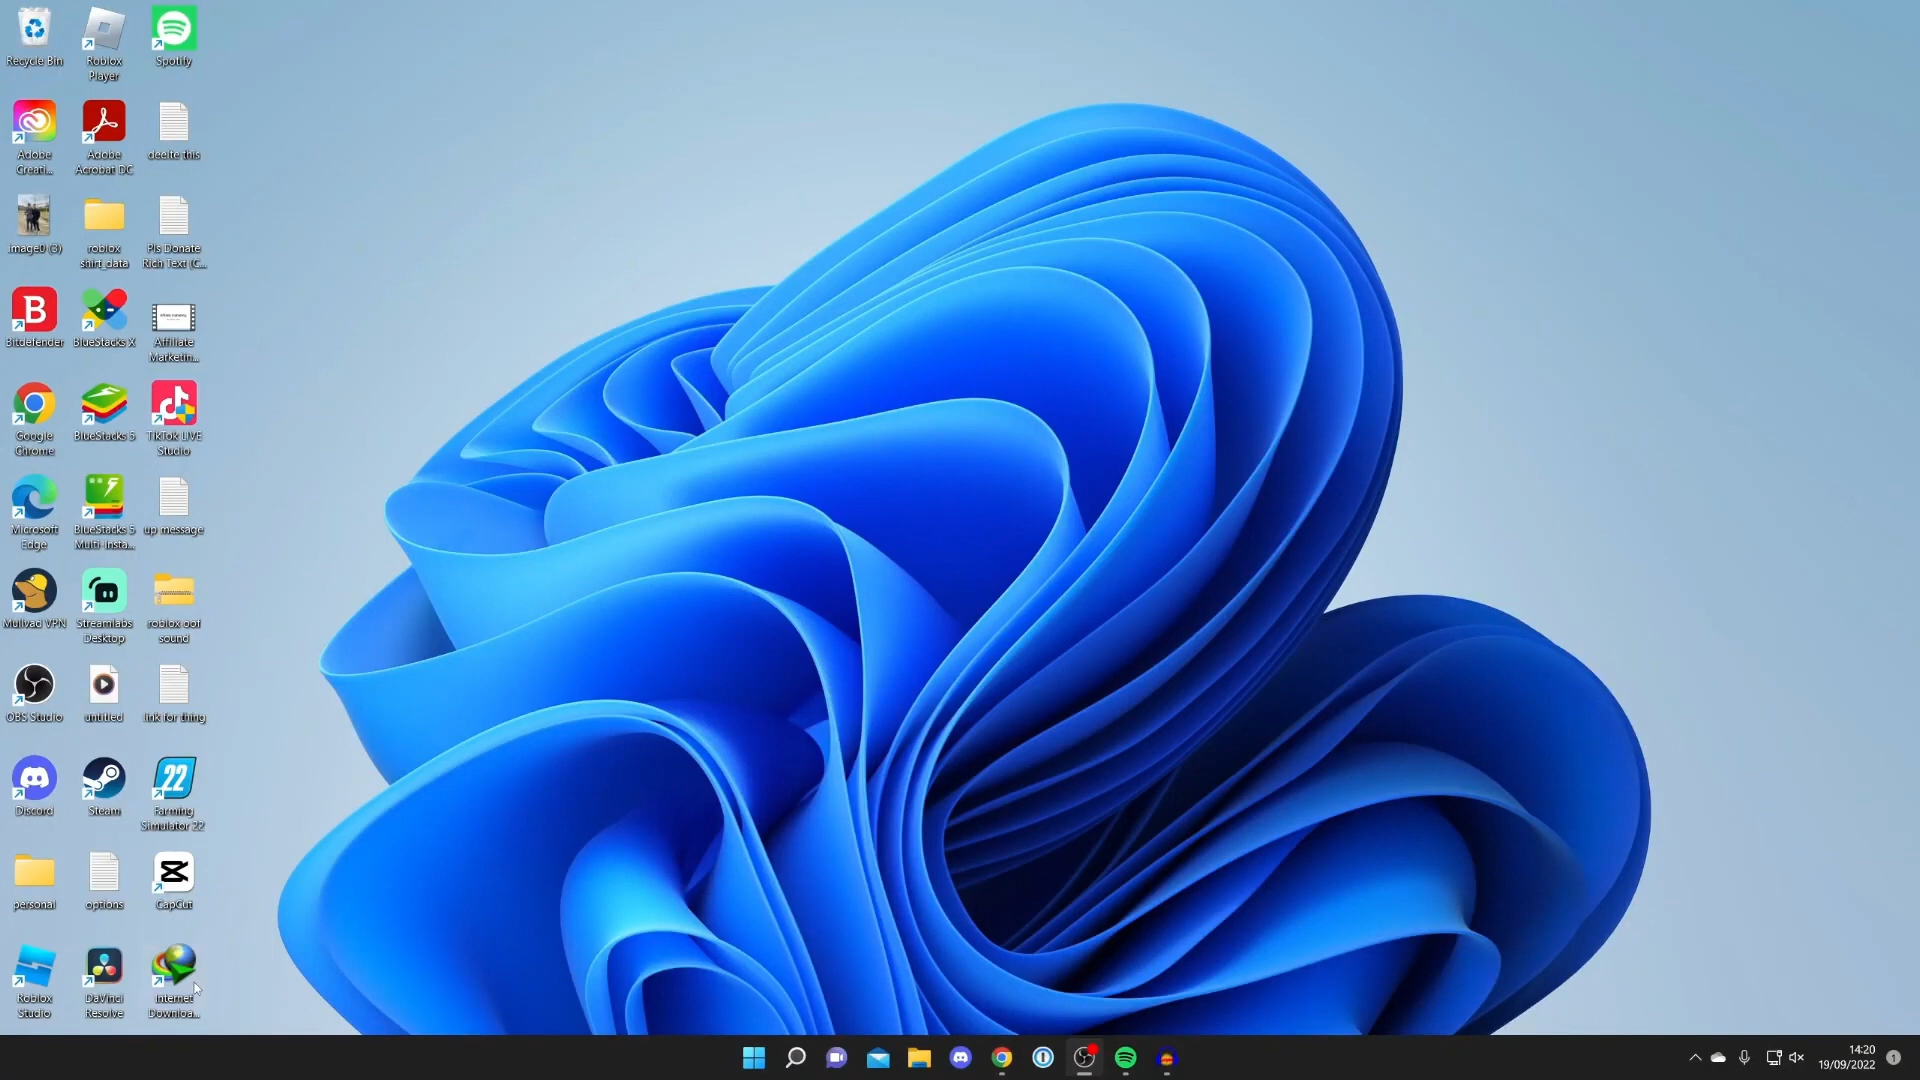 Recycle Bin
Roblox
Player
Spotify
Adobe
Creati...
Adobe
Acrobat DC
deelte this
image0 (3)
roblox
shirt_data
Pls Donate
Rich Text (C...
B
Bitdefender
BlueStacks X
Affiliate
Marketin...
Google
Chrome
BlueStacks 5
TikTok LIVE
Studio
Microsoft
Edge
BlueStacks 5
Multi-Insta...
up message
Mullvad VPN
Streamlabs
Desktop
roblox oof
sound
OBS Studio
untitled
link for thing
Discord
Steam
22
Farming
Simulator 22
personal
options
CapCut
Roblox
Studio
DaVinci
Resolve
Internet
Downloa...
14:20
19/09/2022
1